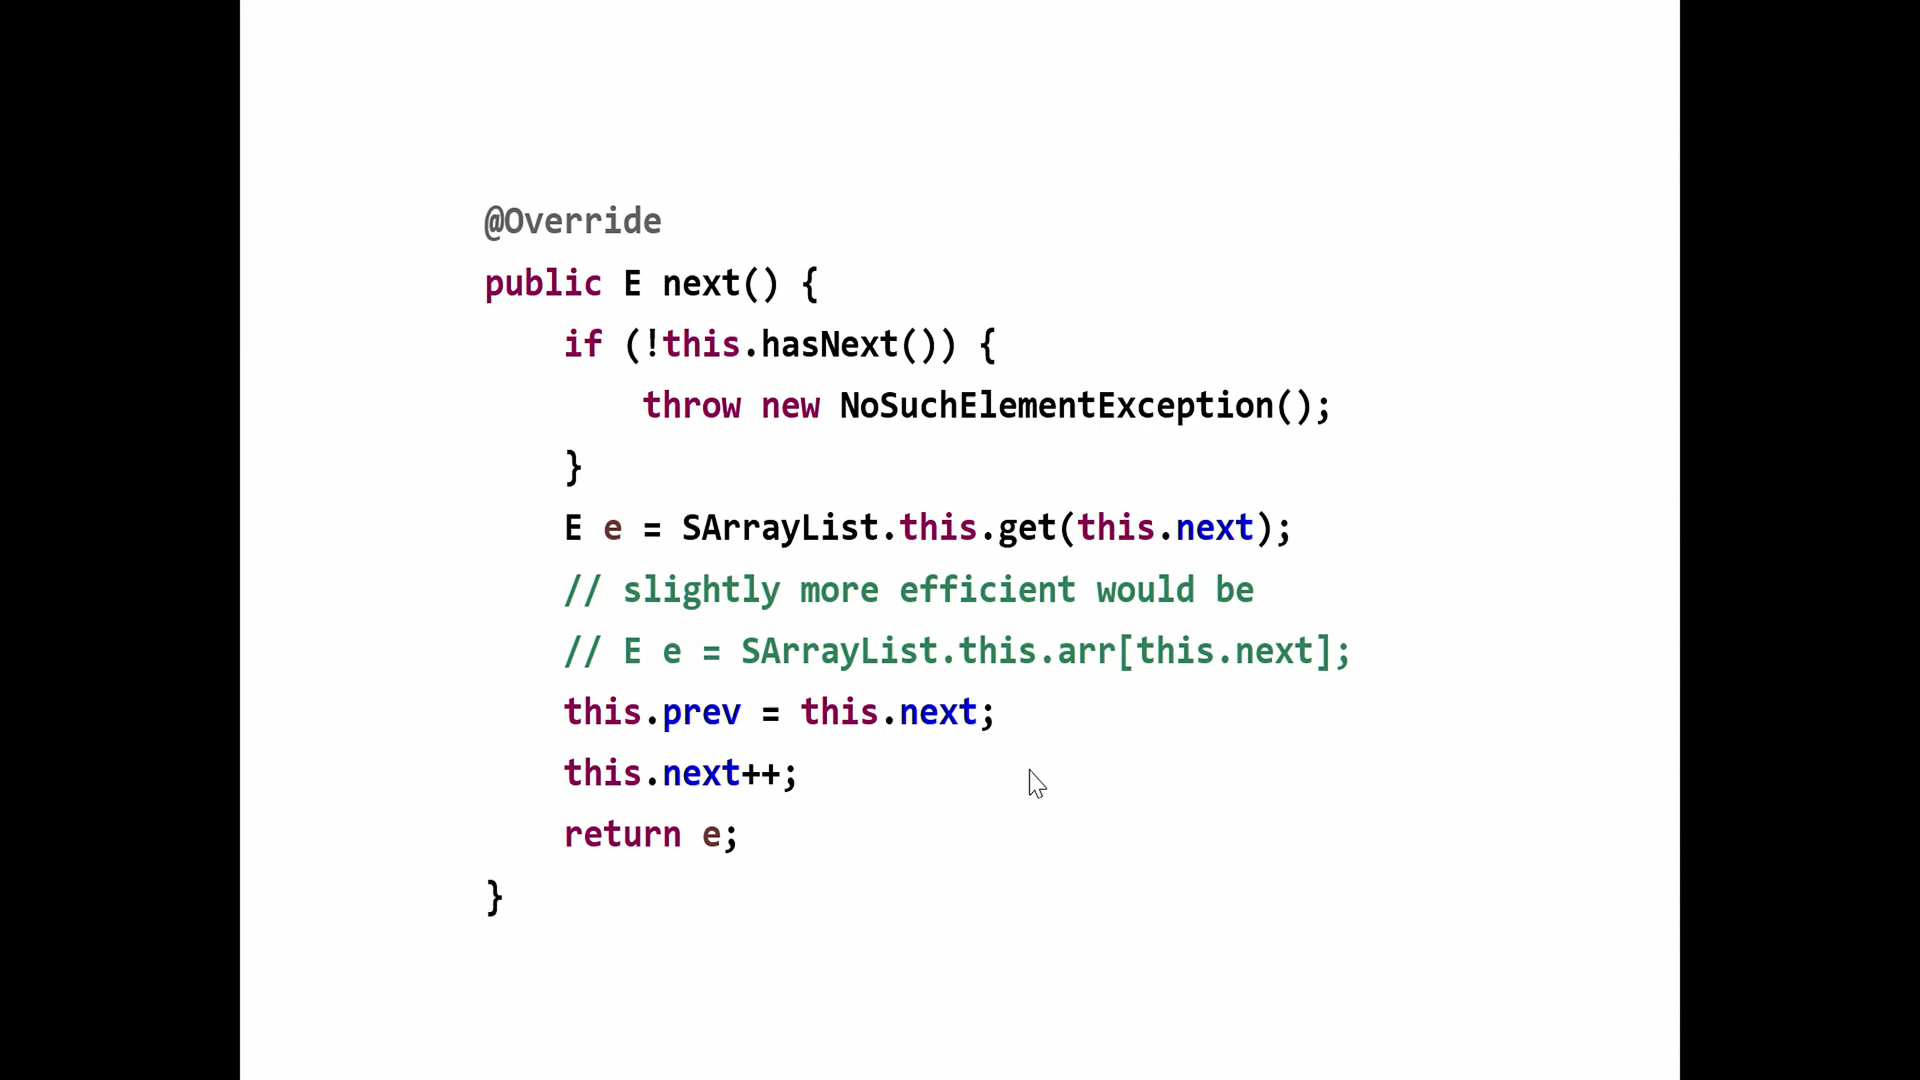 @Override
public E next() {
if (!this.hasNext()) {
throw new NoSuchElementException();
}
E e = SArrayList.this.get(this.next);
// slightly more efficient would be
// E e = SArrayList.this.arr[this.next];
this.prev = this.next;
this.next++;
return e;
}